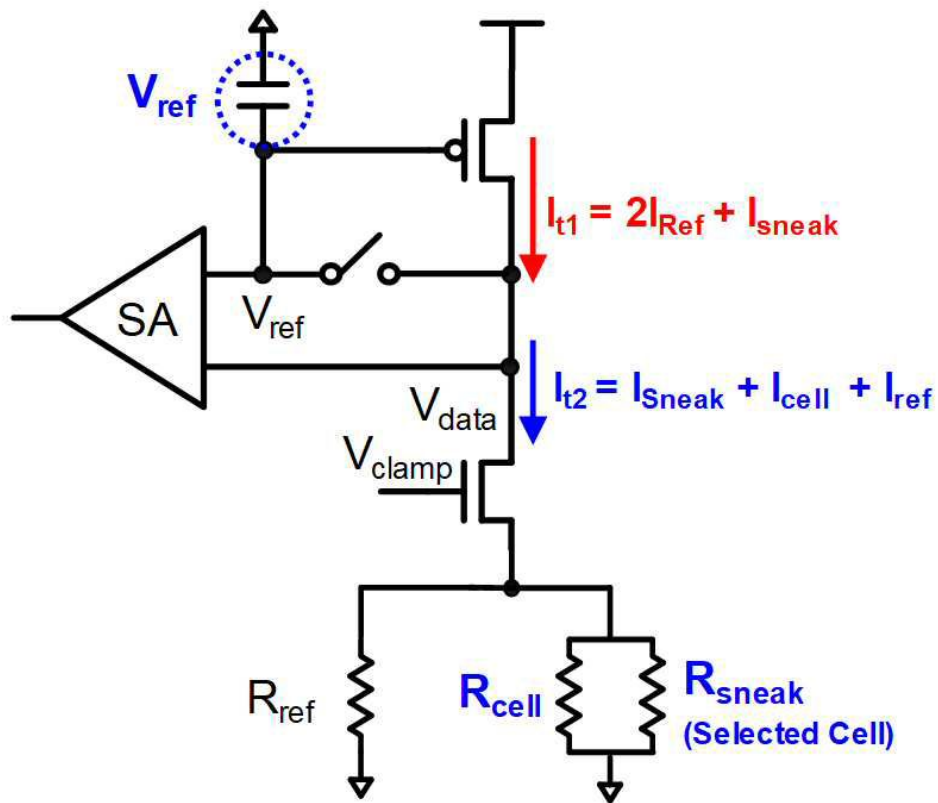 Vref
It1 = 2IRef + Isneak
SA
Vref
It2 = ISneak + Icell + Iref
Vdata
Vclamp
Rref
Rcell
Rsneak
(Selected Cell)